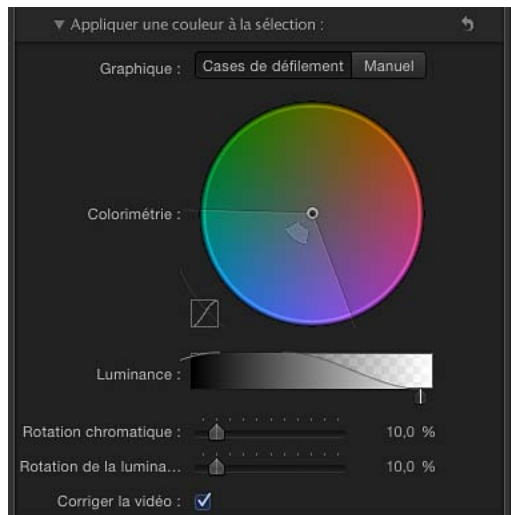 Appliquer une couleur à la sélection :
Graphique : Cases de défilement Manuel
Colorimétrie :
Luminance :
Rotation chromatique : 10,0 %
Rotation de la lumina... 10,0 %
Corriger la vidéo :